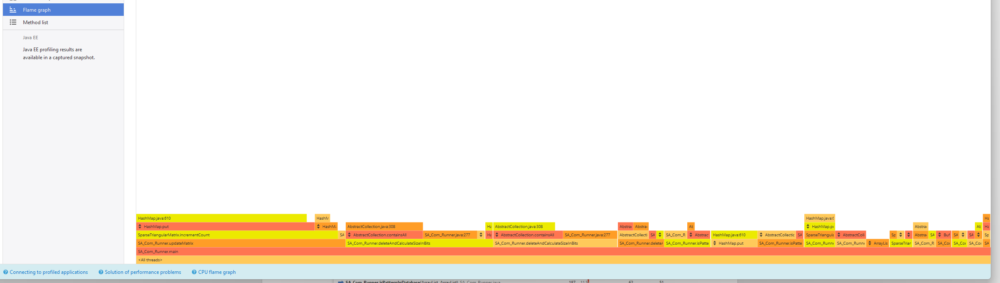 Flame graph
Method list
Java EE
Java EE profiling results are
available in a captured snapshot.
HashMap.java:610 HashM HashMap.java:6 Ha
HashMap.put HashMa AbstractCollection.java:308 Ha AbstractCollection.java:308 Abstra Abstra Ab HashMap.pu Abstrac Ab Ha
SparseTriangularMatrix.incrementCount SA AbstractCollection.containsAll SA_Com_Runner.java:277 Ha AbstractCollection.containsAll SA_Com_Runner.java:277 AbstractCollecti SA SA_Com_R Abstrac HashMap.java:610 AbstractCollectic SA SparseTriangula AbstractColl Sp Abstrac SA Buf SA SA Sp
SA_Com_Runner.updateMatrix SA_Com_Runner.deleteAndCalculateSizeInBits SA_Com_Runner.deleteAndCalculateSizeInBits SA_Com_Runner.deleteA SA_Com_Runner.isPatte HashMap.put SA_Com_Runner.isPatte SA_Com_Runne SA_Com_Runne ArrayLis SparseTriar SA_Com_R SA_Coi SA_Coi SA_Coi SA
SA_Com_Runner.main
<All threads>
Connecting to profiled applications Solution of performance problems CPU flame graph
SA_Com_Runner.isPatternInDatabase(ArrayList, ArrayList) SA_Com_Runner.java 187 11 % 62 51